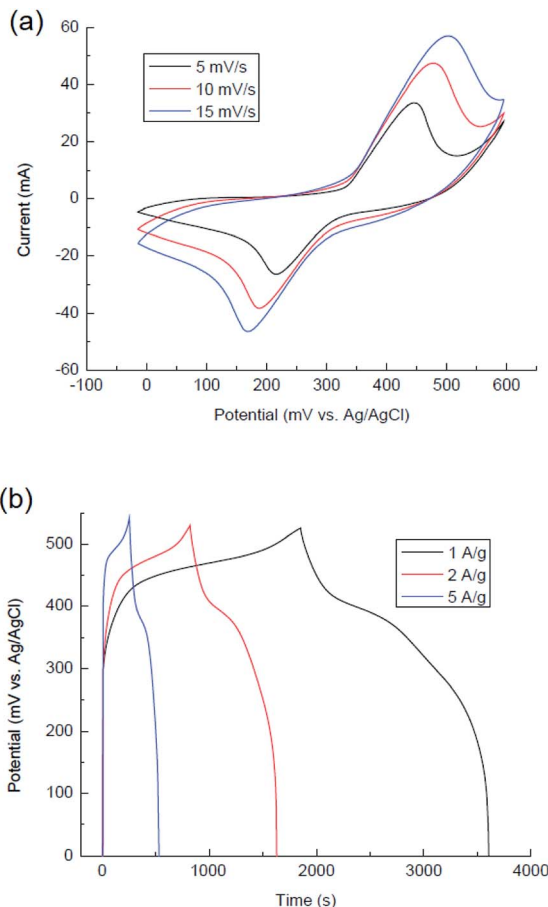 (a)
60
40
20
0
-20
-40
-60
Current (mA)
5 mV/s
10 mV/s
15 mV/s
-100 0 100 200 300 400 500 600
Potential (mV vs. Ag/AgCl)
(b)
500
400
300
200
100
0
Potential (mV vs. Ag/AgCl)
1 A/g
2 A/g
5 A/g
0 1000 2000 3000 4000
Time (s)